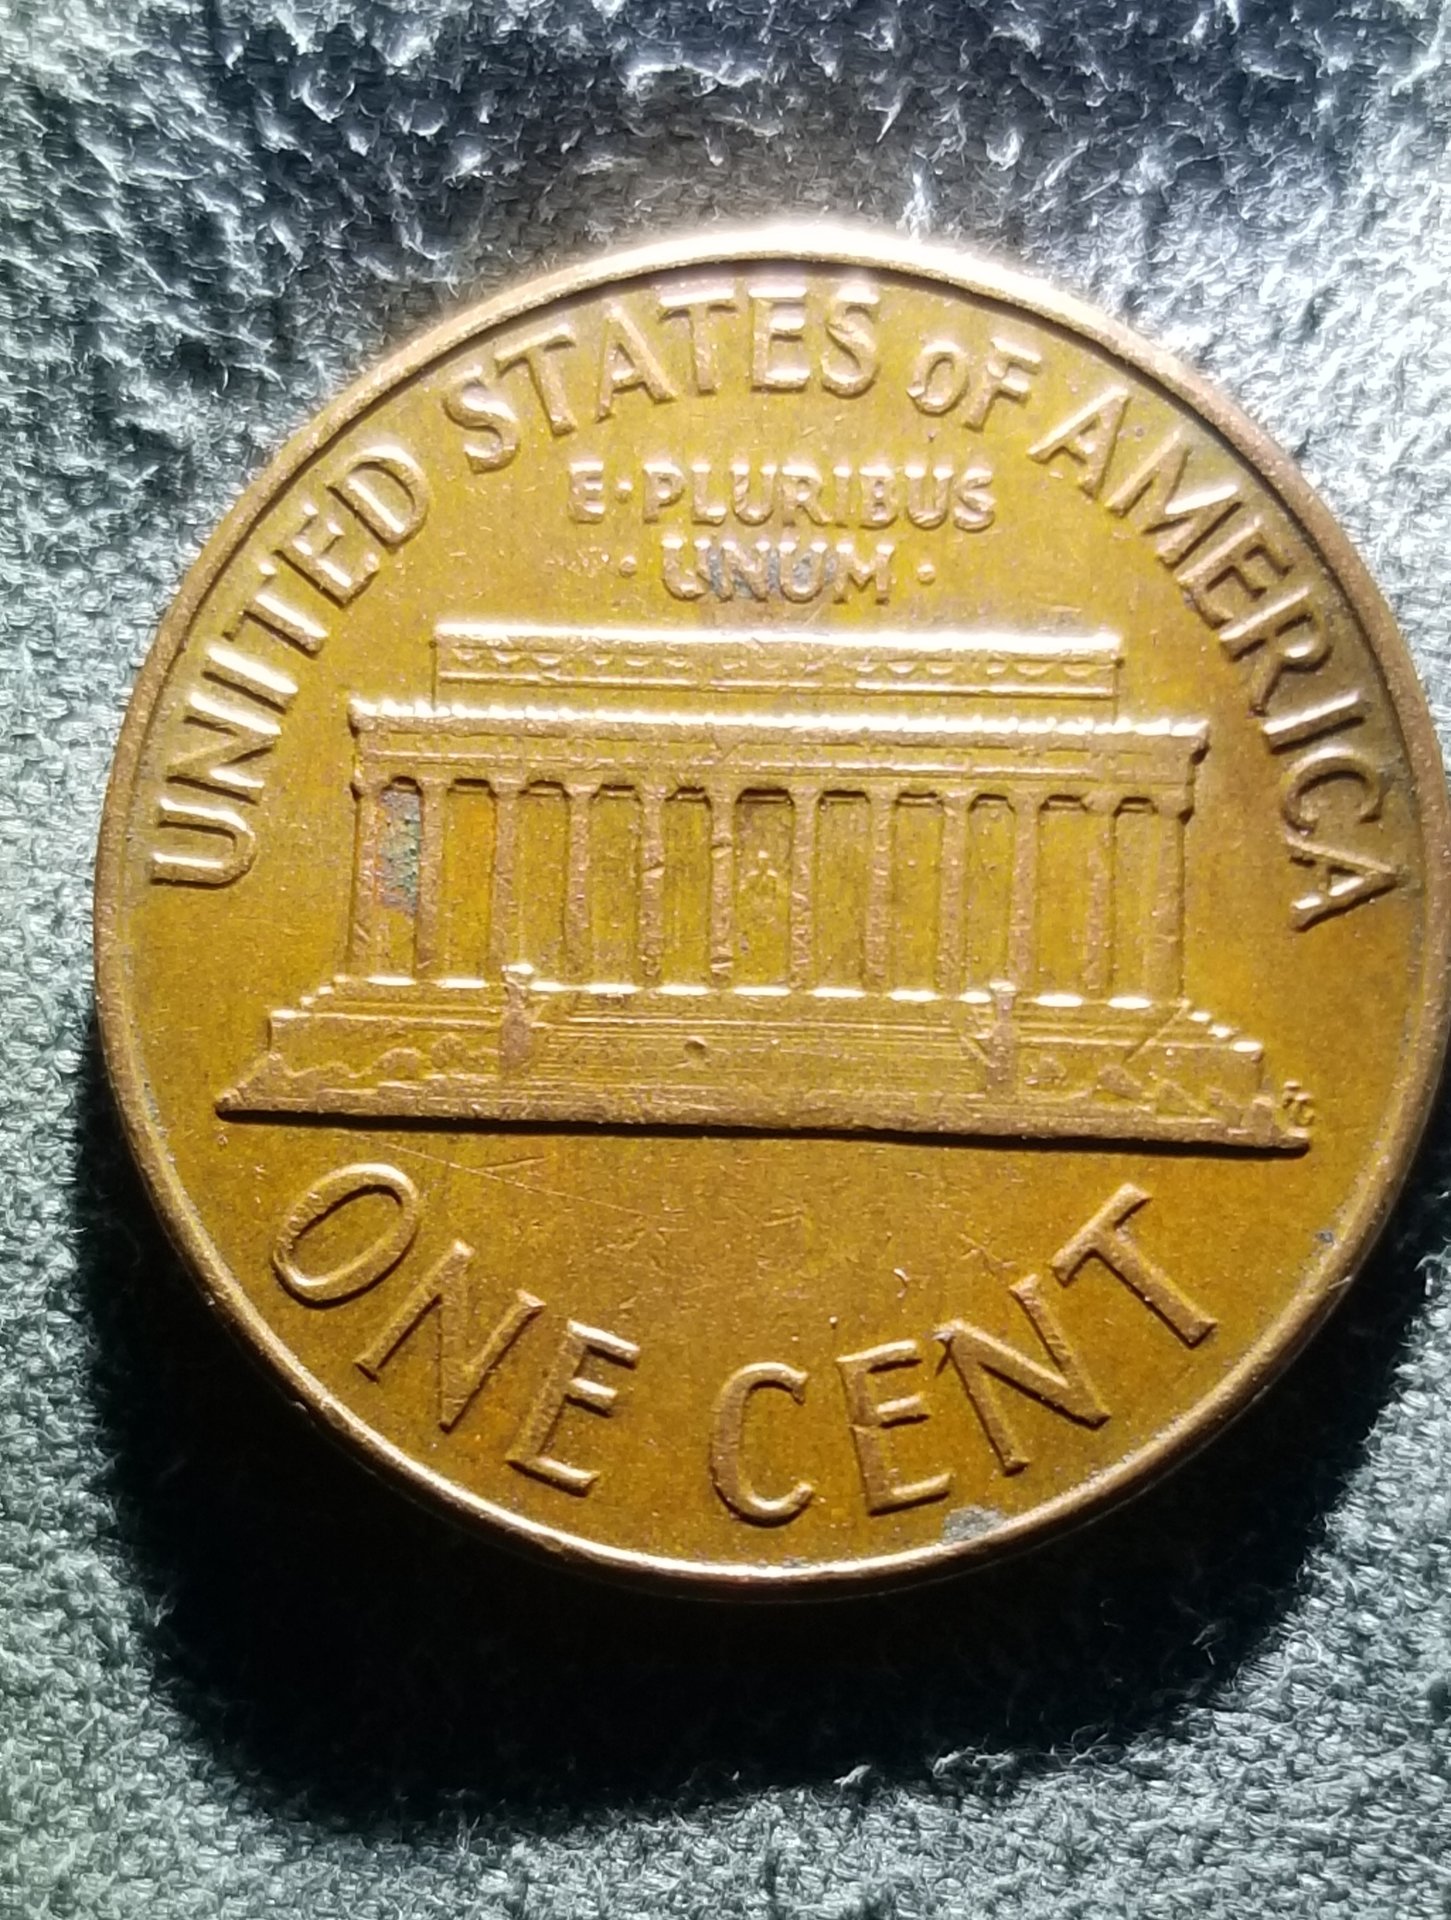 UNITED STATES OF AMERICA
E·PLURIBUS
·UNUM·
ONE CENT